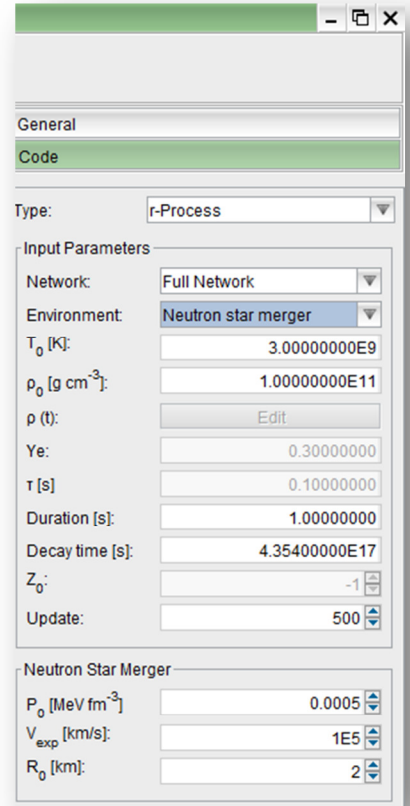 General
Code
Type: r-Process
Input Parameters
Network: Full Network
Environment: Neutron star merger
T₀ [K]: 3.00000000E9
ρ₀ [g cm⁻³]: 1.00000000E11
ρ (t): Edit
Ye: 0.30000000
τ [s] 0.10000000
Duration [s]: 1.00000000
Decay time [s]: 4.35400000E17
Z₀: -1
Update: 500
Neutron Star Merger
P₀ [MeV fm⁻³] 0.0005
Vexp [km/s]: 1E5
R₀ [km]: 2